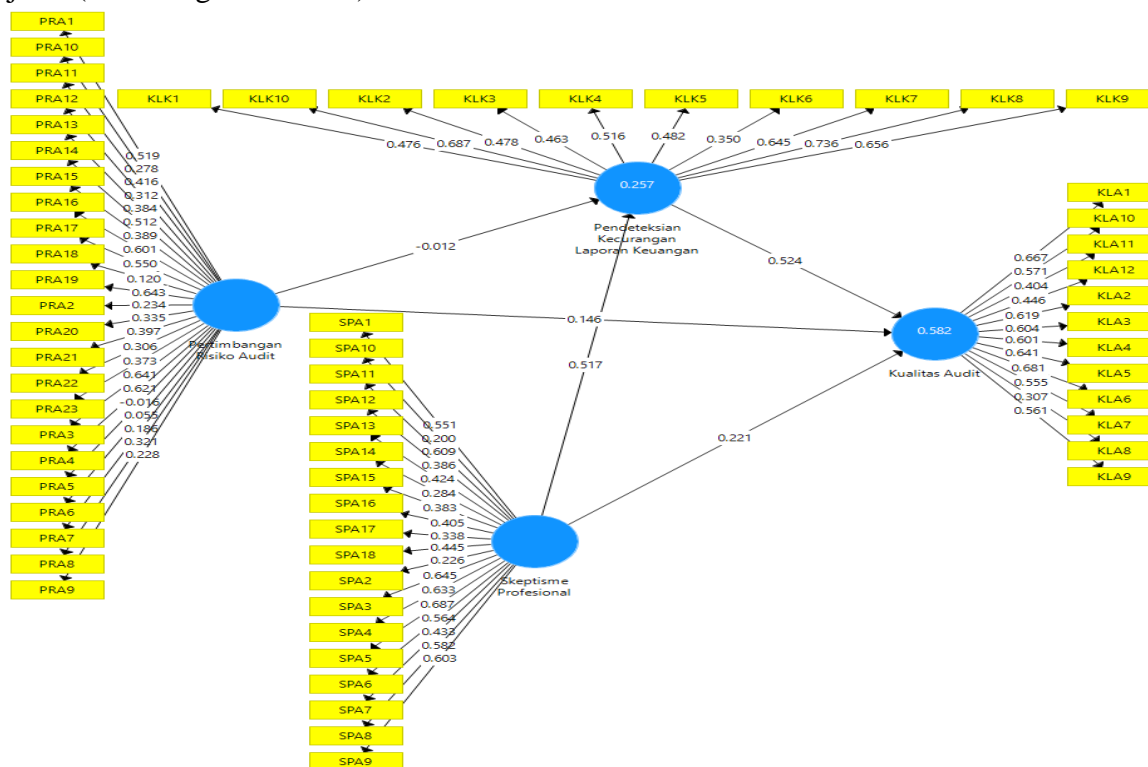 PRA1
PRA10
PRA11
PRA12
PRA13
PRA14
PRA15
PRA16
PRA17
PRA18
PRA19
PRA2
PRA20
PRA21
PRA22
PRA23
PRA3
PRA4
PRA5
PRA6
PRA7
PRA8
PRA9
0.519
0.278
0.416
0.312
0.384
0.512
0.389
0.601
0.550
0.120
0.643
0.234
0.335
0.397
0.306
0.373
0.641
0.621
-0.016
0.055
0.186
0.321
0.228
Pertimbangan
Risiko Audit
KLK1
KLK10
KLK2
KLK3
KLK4
KLK5
KLK6
KLK7
KLK8
KLK9
0.476
0.687
0.478
0.463
0.516
0.482
0.350
0.645
0.736
0.656
0.257
Pendeteksian
Kecurangan
Laporan Keuangan
-0.012
0.524
0.146
0.517
0.221
SPA1
SPA10
SPA11
SPA12
SPA13
SPA14
SPA15
SPA16
SPA17
SPA18
SPA2
SPA3
SPA4
SPA5
SPA6
SPA7
SPA8
SPA9
0.551
0.200
0.609
0.386
0.424
0.284
0.383
0.405
0.338
0.445
0.226
0.645
0.633
0.687
0.564
0.433
0.582
0.603
Skeptisme
Profesional
0.582
Kualitas Audit
0.667
0.571
0.404
0.446
0.619
0.604
0.601
0.641
0.681
0.555
0.307
0.561
KLA1
KLA10
KLA11
KLA12
KLA2
KLA3
KLA4
KLA5
KLA6
KLA7
KLA8
KLA9